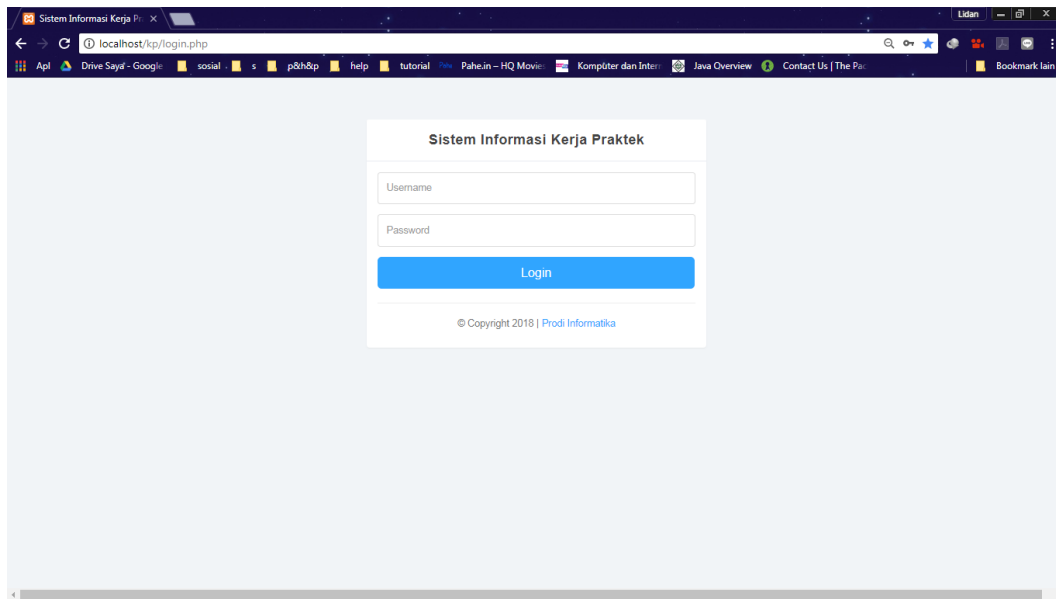 Sistem Informasi Kerja Pr
Lidan
localhost/kp/login.php
Apl Drive Saya - Google sosial s p&h&p help tutorial Pahe.in – HQ Movie Komputer dan Intern Java Overview Contact Us | The Pac Bookmark lain
Sistem Informasi Kerja Praktek
Username
Password
Login
© Copyright 2018 | Prodi Informatika